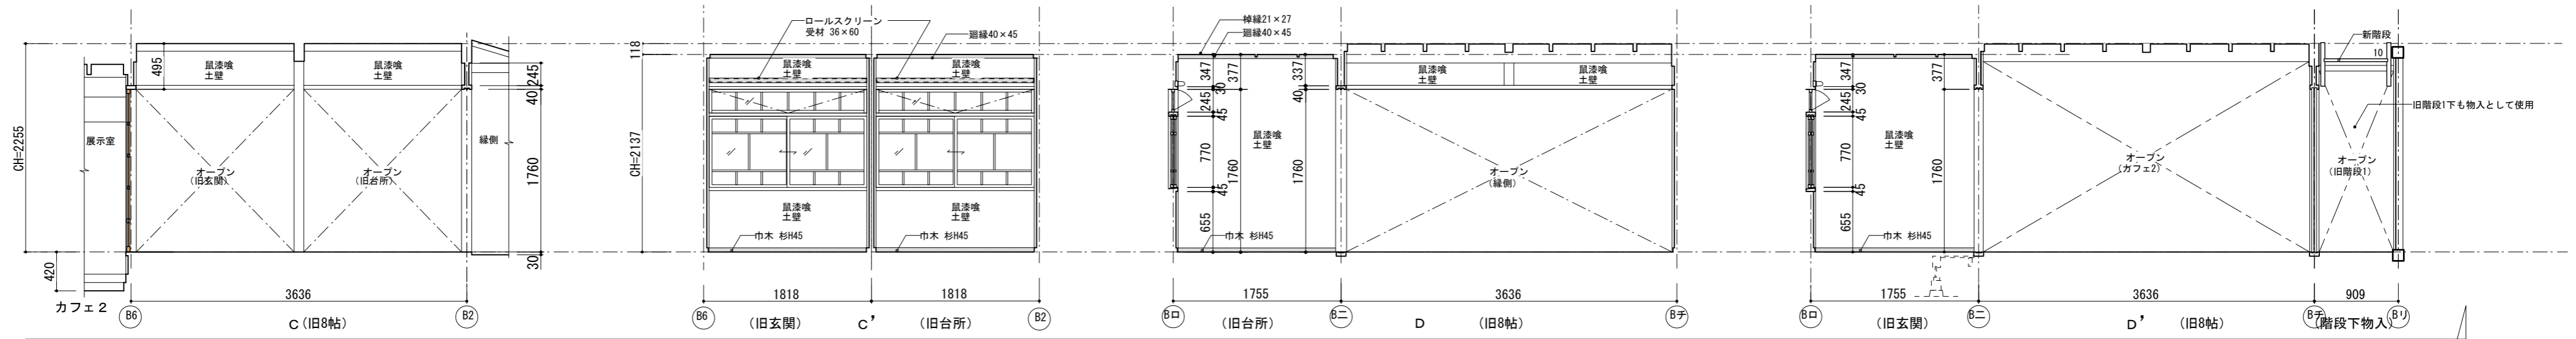 495
鼠漆喰
土壁
鼠漆喰
土壁
245
40
CH=2255
展示室
縁側
オープン
(旧玄関)
オープン
(旧台所)
1760
420
30
3636
カフェ2
B6
B2
C(旧8帖)
118
ロールスクリーン
受材 36×60
廻縁40×45
鼠漆喰
土壁
鼠漆喰
土壁
CH=2137
鼠漆喰
土壁
鼠漆喰
土壁
巾木 杉H45
巾木 杉H45
1818
1818
B6
(旧玄関)
C'
(旧台所)
B2
棹縁21×27
廻縁40×45
347
377
337
30
40
245
45
鼠漆喰
土壁
鼠漆喰
土壁
鼠漆喰
土壁
770
1760
1760
45
655
オープン
(縁側)
巾木 杉H45
1755
3636
Bロ
(旧台所)
Bニ
D
(旧8帖)
Bチ
347
377
30
245
45
鼠漆喰
土壁
770
1760
45
655
オープン
(カフェ2)
巾木 杉H45
新階段
10
旧階段1下も物入として使用
オープン
(旧階段1)
1755
3636
909
Bロ
(旧玄関)
Bニ
D'
(旧8帖)
Bチ
(階段下物入)
Bリ